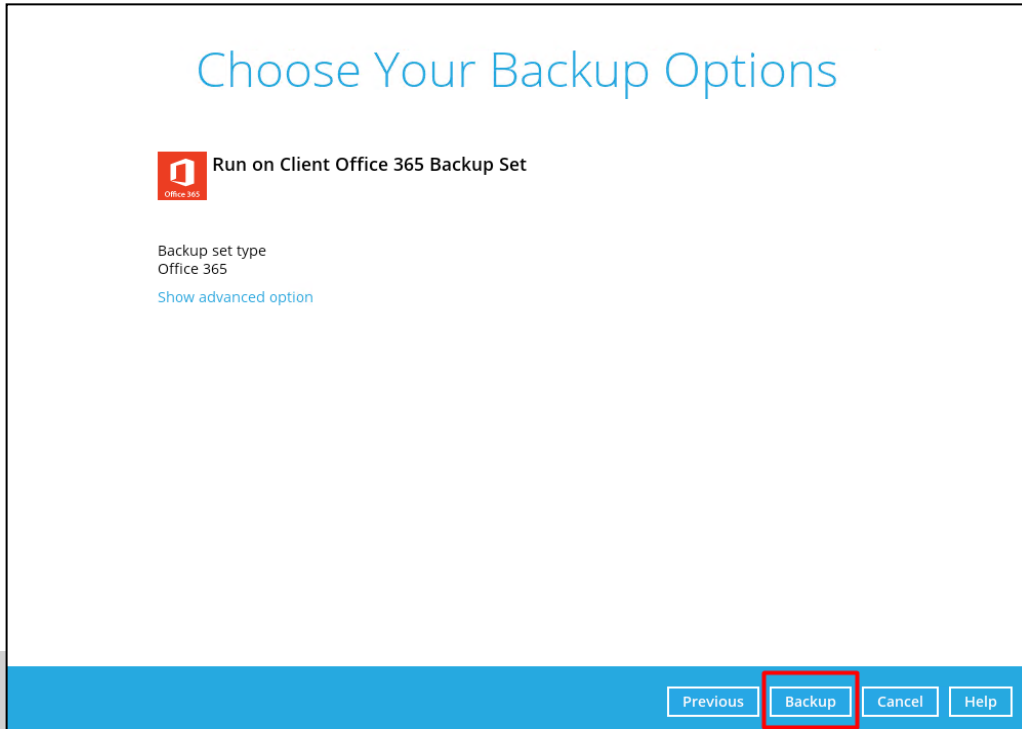 Choose Your Backup Options
Office 365
Run on Client Office 365 Backup Set
Backup set type
Office 365
Show advanced option
Previous
Backup
Cancel
Help